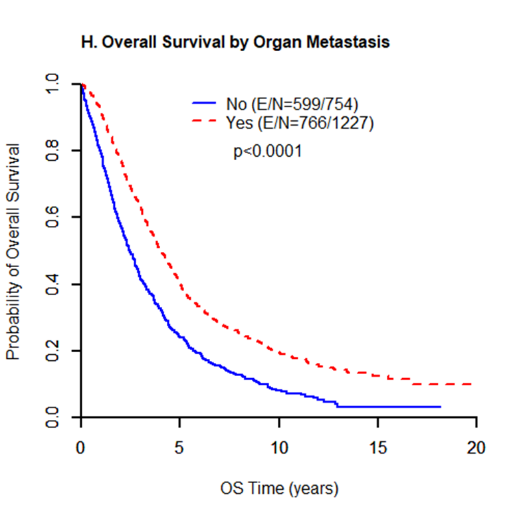 H. Overall Survival by Organ Metastasis
No (E/N=599/754)
Yes (E/N=766/1227)
p<0.0001
Probability of Overall Survival
1.0
0.8
0.6
0.4
0.2
0.0
0 5 10 15 20
OS Time (years)